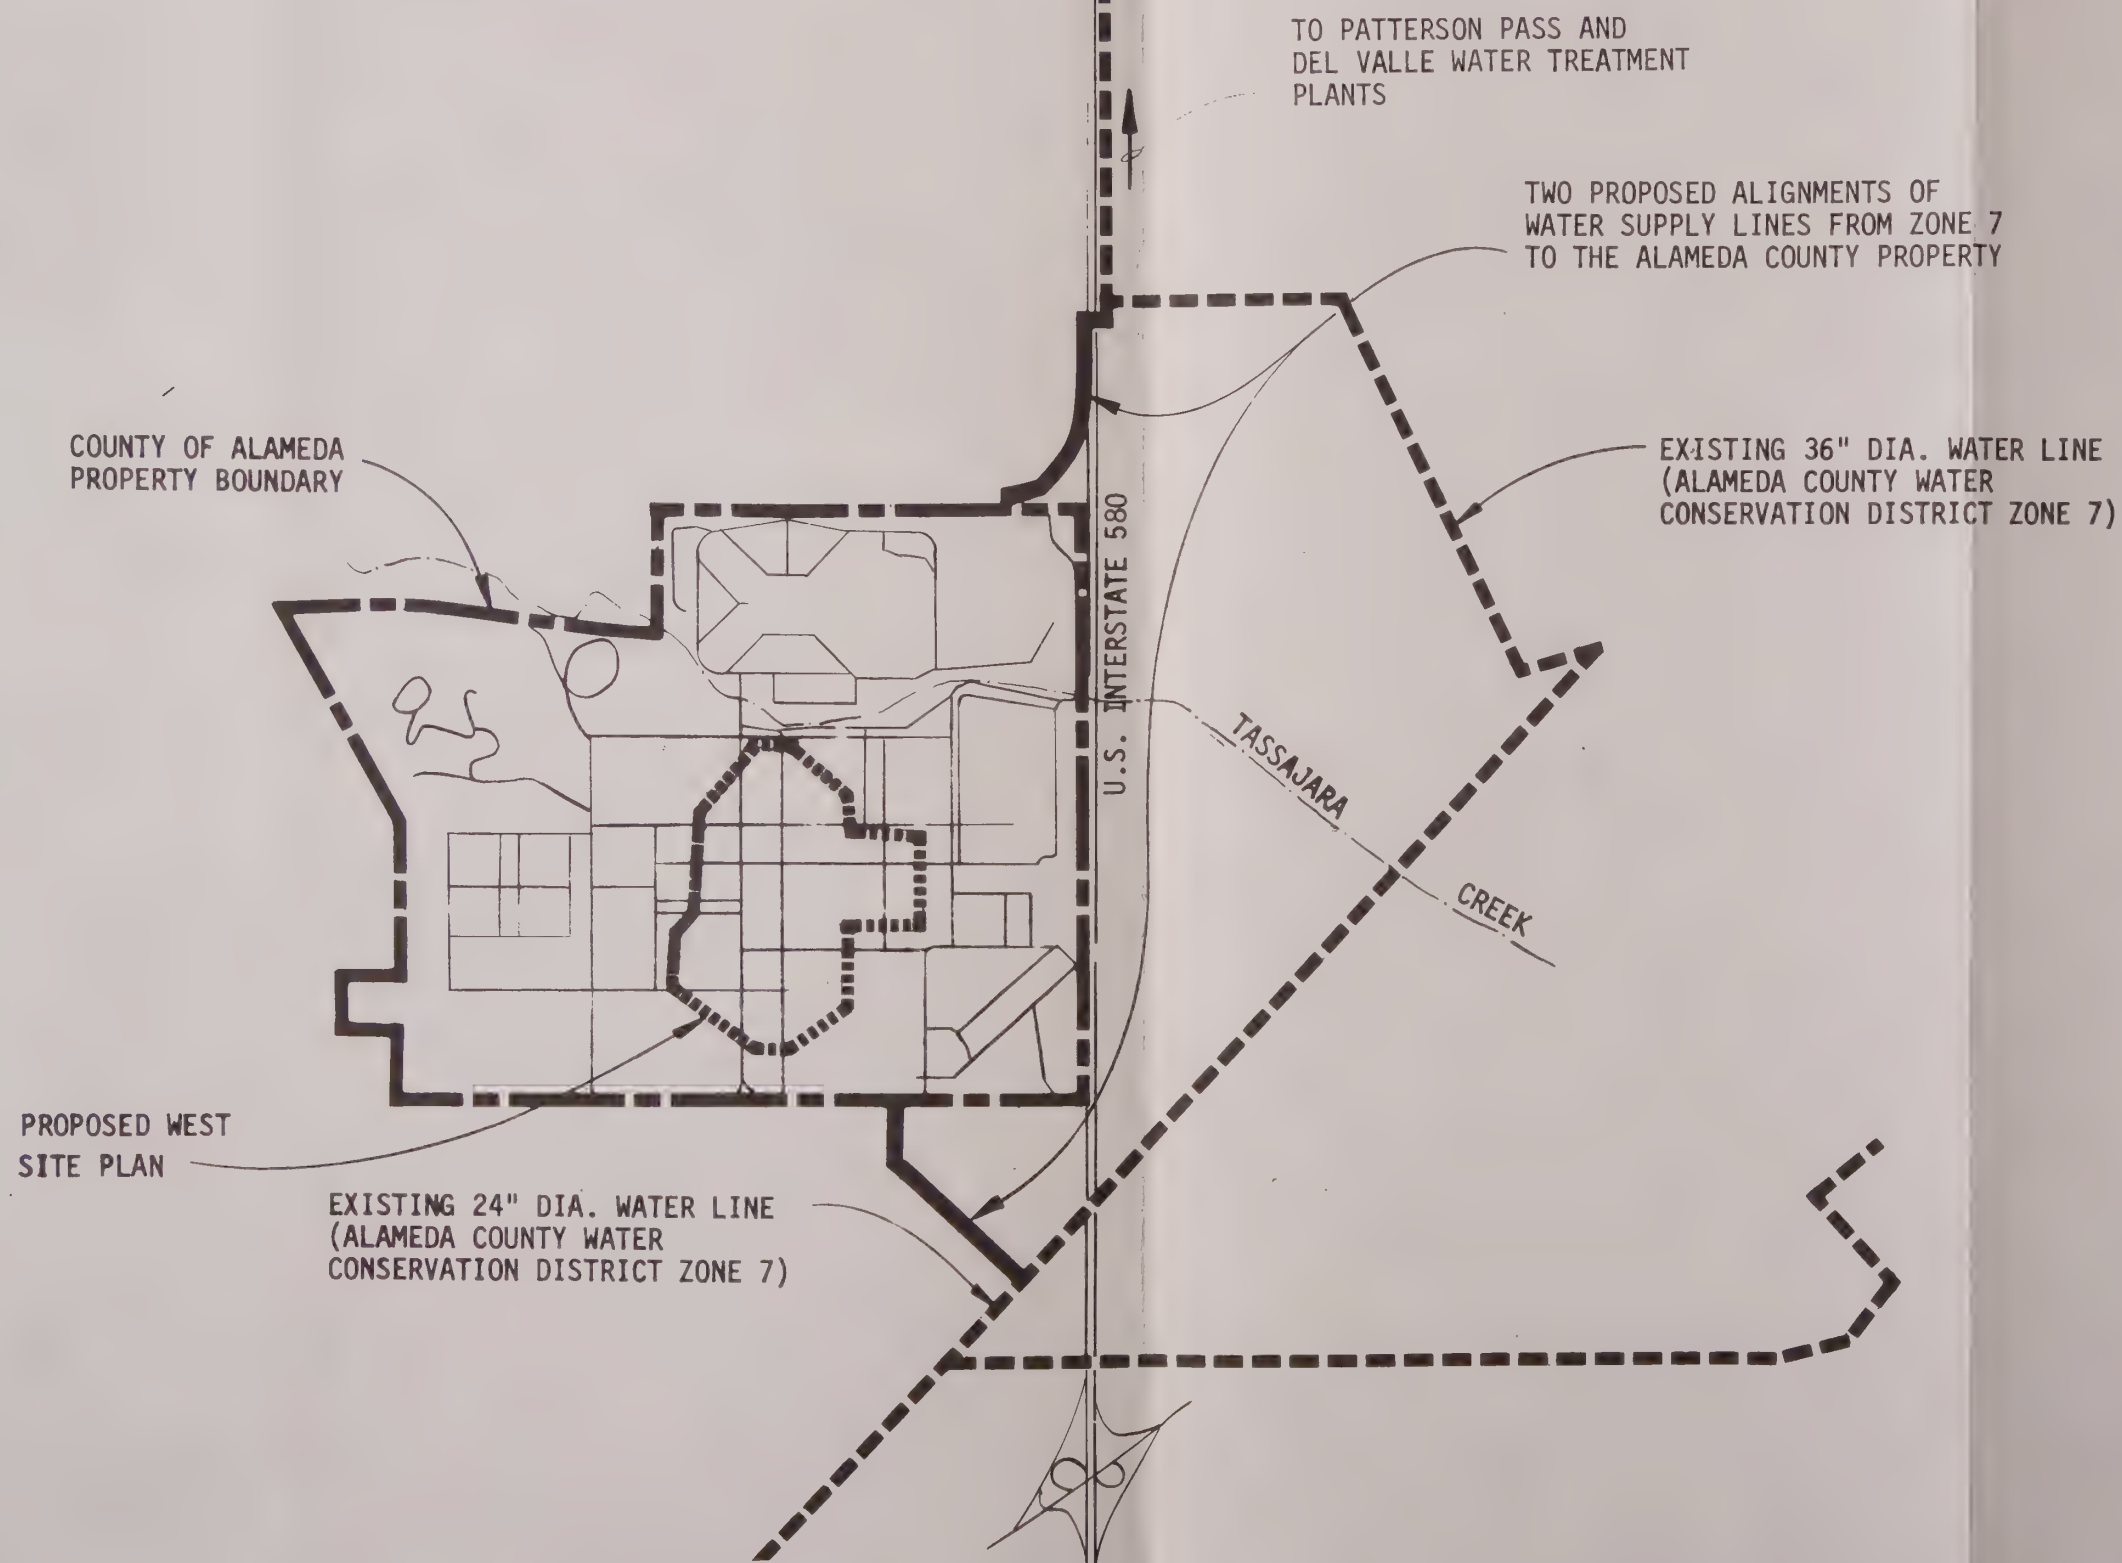 TO PATTERSON PASS AND
DEL VALLE WATER TREATMENT
PLANTS
TWO PROPOSED ALIGNMENTS OF
WATER SUPPLY LINES FROM ZONE 7
TO THE ALAMEDA COUNTY PROPERTY
COUNTY OF ALAMEDA
PROPERTY BOUNDARY
EXISTING 36" DIA. WATER LINE
(ALAMEDA COUNTY WATER
CONSERVATION DISTRICT ZONE 7)
U.S. INTERSTATE 580
TASSAJARA
CREEK
PROPOSED WEST
SITE PLAN
EXISTING 24" DIA. WATER LINE
(ALAMEDA COUNTY WATER
CONSERVATION DISTRICT ZONE 7)